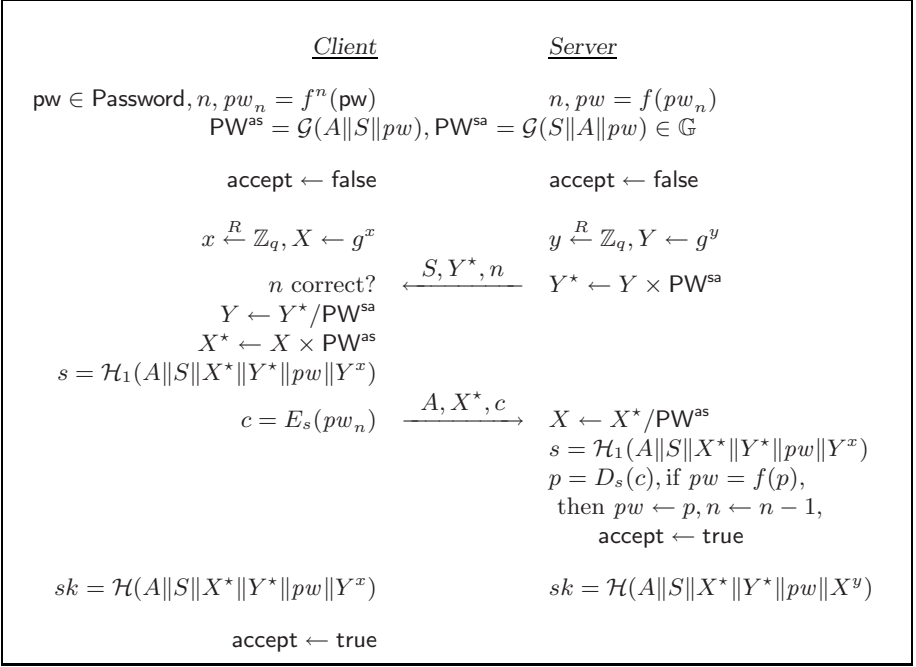 Client Server
pw ∈ Password, n, pw_n = f^n(pw) n, pw = f(pw_n)
PW^as = G(A‖S‖pw), PW^sa = G(S‖A‖pw) ∈ 𝔾
accept ← false accept ← false
x ←^R ℤ_q, X ← g^x y ←^R ℤ_q, Y ← g^y
n correct? ←(S, Y⋆, n) Y⋆ ← Y × PW^sa
Y ← Y⋆/PW^sa
X⋆ ← X × PW^as
s = H_1(A‖S‖X⋆‖Y⋆‖pw‖Y^x)
c = E_s(pw_n) →(A, X⋆, c) X ← X⋆/PW^as
s = H_1(A‖S‖X⋆‖Y⋆‖pw‖Y^x)
p = D_s(c), if pw = f(p),
then pw ← p, n ← n − 1,
accept ← true
sk = H(A‖S‖X⋆‖Y⋆‖pw‖Y^x) sk = H(A‖S‖X⋆‖Y⋆‖pw‖X^y)
accept ← true